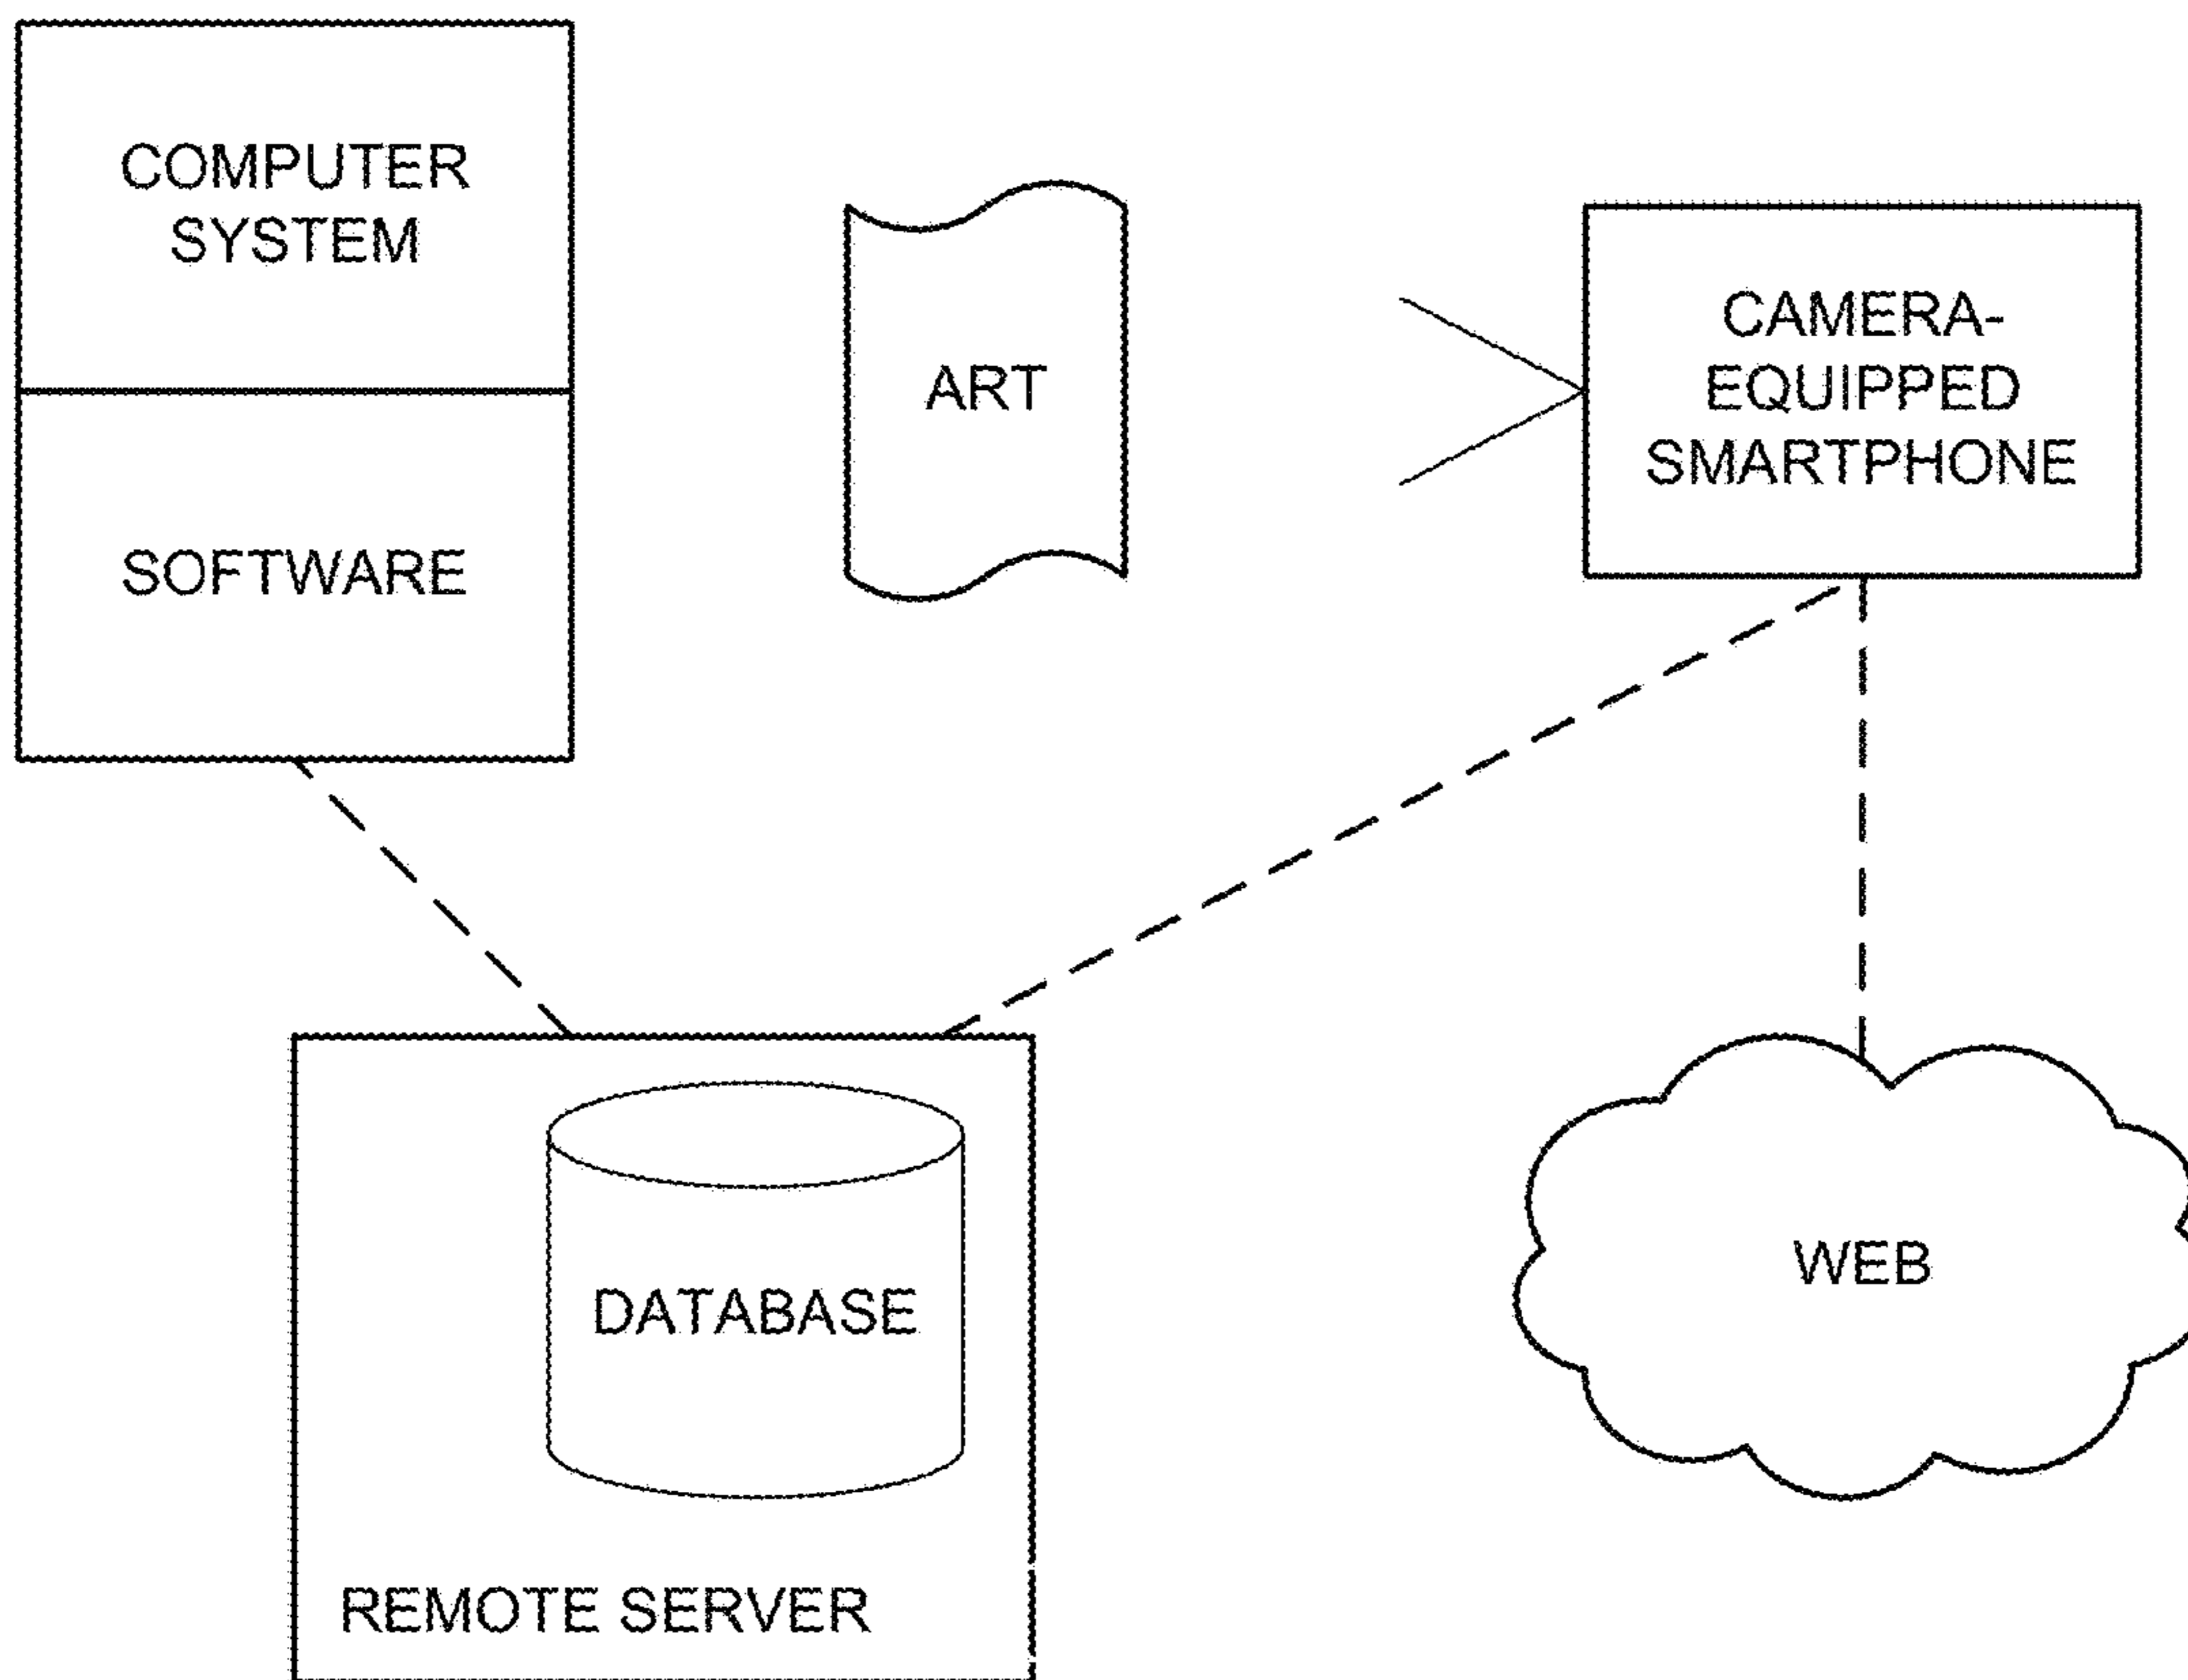 COMPUTER
SYSTEM
SOFTWARE
ART
CAMERA-
EQUIPPED
SMARTPHONE
DATABASE
REMOTE SERVER
WEB